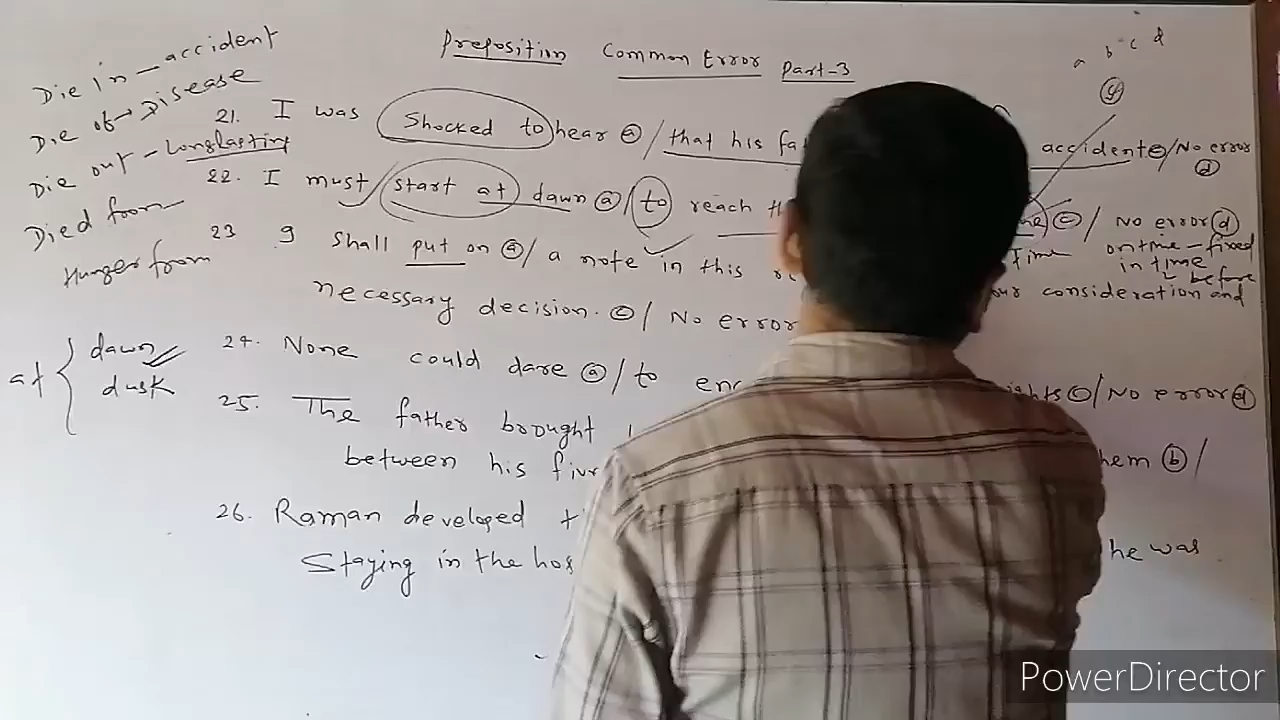 Preposition Common Error Part-3
a b c d
Die in - accident
Die of → Disease
Die out - Longlasting
Died from
Hunger from
at { dawn
dusk
21. I was Shocked to hear (a) / that his fa accident (c) / No error (d)
22. I must / start at dawn (a) / to reach th (c) / No error (d)
Time ontime - fixed
in time
before
23 I shall put on (a) / a note in this consideration and
necessary decision. (c) / No error
24. None could dare (a) / to ights (c) / No error (d)
25. The father brought
between his five hem (b) /
26. Raman developed
Staying in the hos he was
PowerDirector